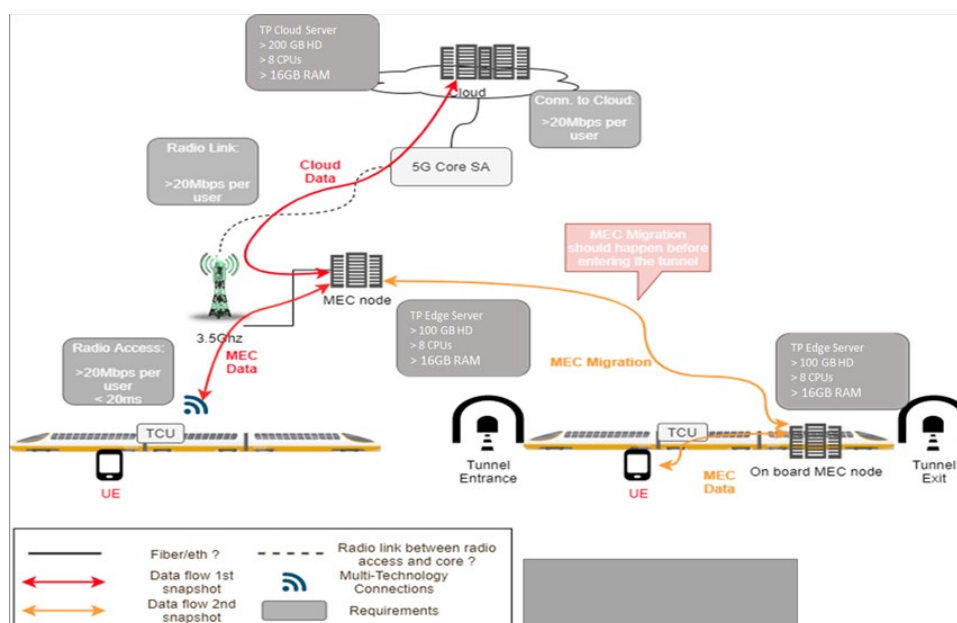 TP Cloud Server
> 200 GB HD
> 8 CPUs
> 16GB RAM
Cloud
Conn. to Cloud:
>20Mbps per
user
Radio Link:
>20Mbps per
user
Cloud
Data
5G Core SA
MEC Migration
should happen before
entering the tunnel
MEC node
3.5Ghz
TP Edge Server
> 100 GB HD
> 8 CPUs
> 16GB RAM
Radio Access:
>20Mbps per
user
< 20ms
MEC
Data
MEC Migration
TP Edge Server
> 100 GB HD
> 8 CPUs
> 16GB RAM
TCU
UE
Tunnel
Entrance
TCU
UE
MEC
Data
On board MEC node
Tunnel
Exit
Fiber/eth ?
Radio link between radio
access and core ?
Data flow 1st
snapshot
Multi-Technology
Connections
Data flow 2nd
snapshot
Requirements